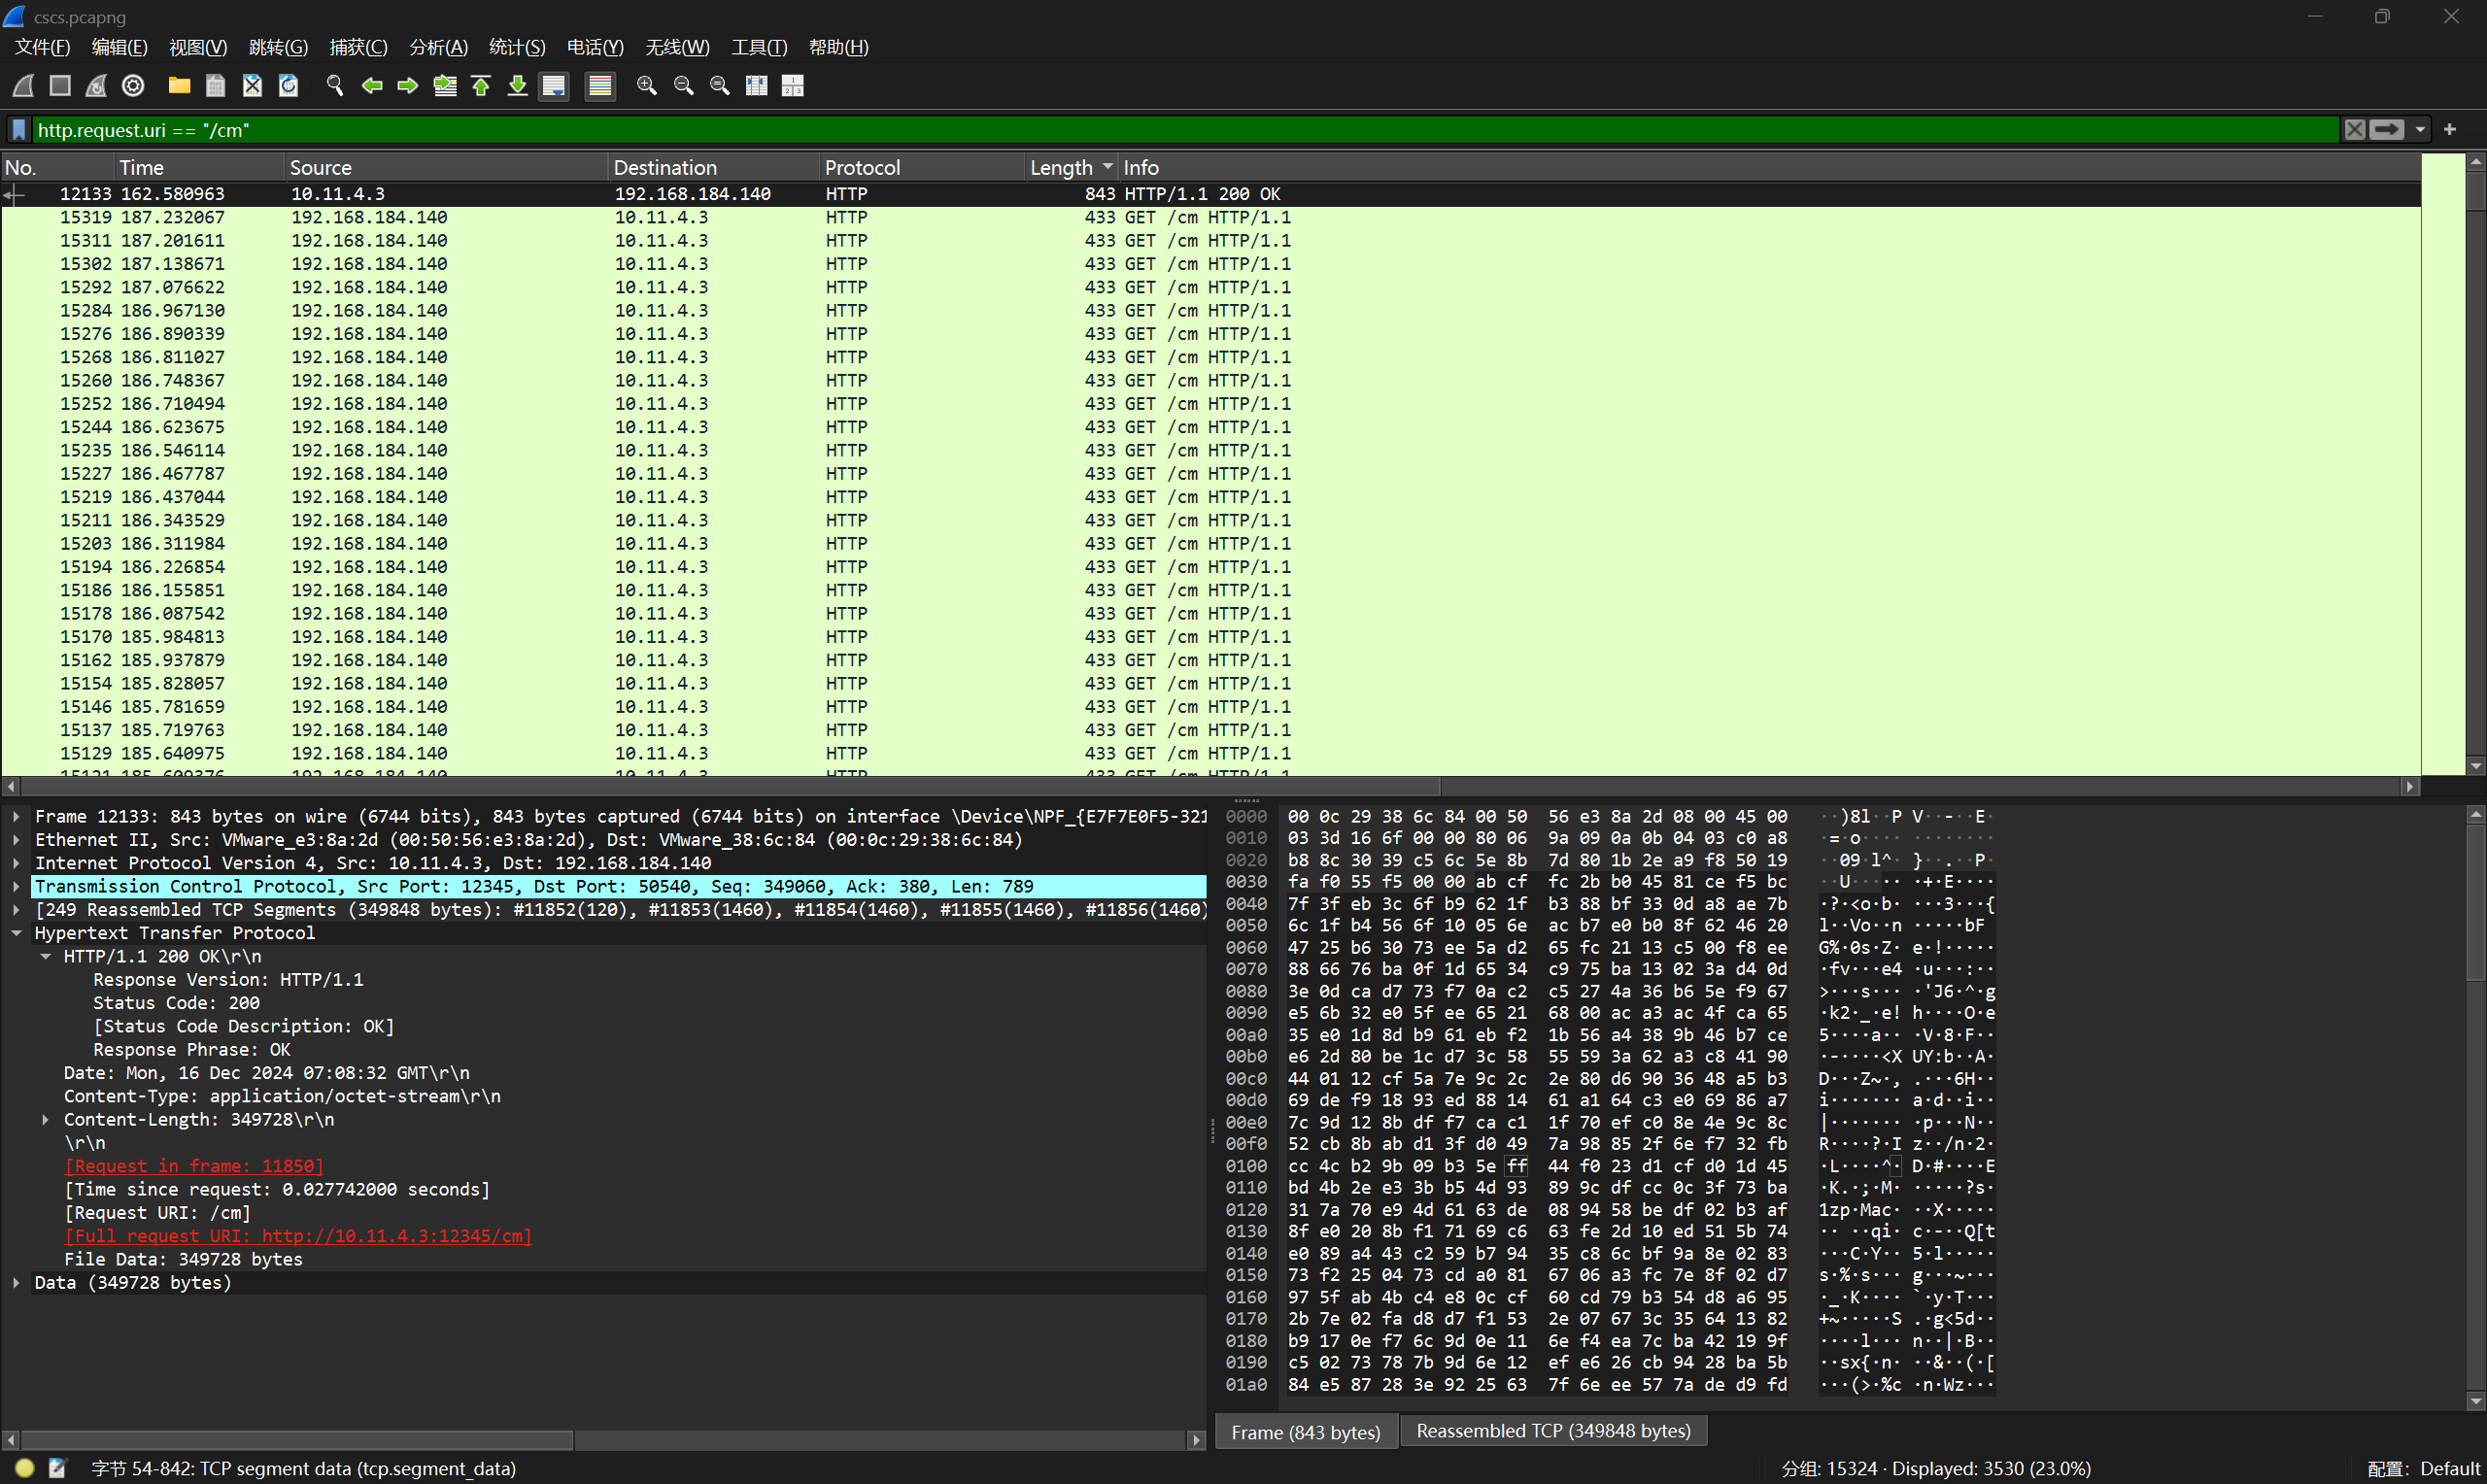 cscs.pcapng
文件(F) 编辑(E) 视图(V) 跳转(G) 捕获(C) 分析(A) 统计(S) 电话(Y) 无线(W) 工具(T) 帮助(H)
http.request.uri == "/cm"
No. Time Source Destination Protocol Length Info
12133 162.580963 10.11.4.3 192.168.184.140 HTTP 843 HTTP/1.1 200 OK
15319 187.232067 192.168.184.140 10.11.4.3 HTTP 433 GET /cm HTTP/1.1
15311 187.201611 192.168.184.140 10.11.4.3 HTTP 433 GET /cm HTTP/1.1
15302 187.138671 192.168.184.140 10.11.4.3 HTTP 433 GET /cm HTTP/1.1
15292 187.076622 192.168.184.140 10.11.4.3 HTTP 433 GET /cm HTTP/1.1
15284 186.967130 192.168.184.140 10.11.4.3 HTTP 433 GET /cm HTTP/1.1
15276 186.890339 192.168.184.140 10.11.4.3 HTTP 433 GET /cm HTTP/1.1
15268 186.811027 192.168.184.140 10.11.4.3 HTTP 433 GET /cm HTTP/1.1
15260 186.748367 192.168.184.140 10.11.4.3 HTTP 433 GET /cm HTTP/1.1
15252 186.710494 192.168.184.140 10.11.4.3 HTTP 433 GET /cm HTTP/1.1
15244 186.623675 192.168.184.140 10.11.4.3 HTTP 433 GET /cm HTTP/1.1
15235 186.546114 192.168.184.140 10.11.4.3 HTTP 433 GET /cm HTTP/1.1
15227 186.467787 192.168.184.140 10.11.4.3 HTTP 433 GET /cm HTTP/1.1
15219 186.437044 192.168.184.140 10.11.4.3 HTTP 433 GET /cm HTTP/1.1
15211 186.343529 192.168.184.140 10.11.4.3 HTTP 433 GET /cm HTTP/1.1
15203 186.311984 192.168.184.140 10.11.4.3 HTTP 433 GET /cm HTTP/1.1
15194 186.226854 192.168.184.140 10.11.4.3 HTTP 433 GET /cm HTTP/1.1
15186 186.155851 192.168.184.140 10.11.4.3 HTTP 433 GET /cm HTTP/1.1
15178 186.087542 192.168.184.140 10.11.4.3 HTTP 433 GET /cm HTTP/1.1
15170 185.984813 192.168.184.140 10.11.4.3 HTTP 433 GET /cm HTTP/1.1
15162 185.937879 192.168.184.140 10.11.4.3 HTTP 433 GET /cm HTTP/1.1
15154 185.828057 192.168.184.140 10.11.4.3 HTTP 433 GET /cm HTTP/1.1
15146 185.781659 192.168.184.140 10.11.4.3 HTTP 433 GET /cm HTTP/1.1
15137 185.719763 192.168.184.140 10.11.4.3 HTTP 433 GET /cm HTTP/1.1
15129 185.640975 192.168.184.140 10.11.4.3 HTTP 433 GET /cm HTTP/1.1
Frame 12133: 843 bytes on wire (6744 bits), 843 bytes captured (6744 bits) on interface \Device\NPF_{E7F7E0F5-321
Ethernet II, Src: VMware_e3:8a:2d (00:50:56:e3:8a:2d), Dst: VMware_38:6c:84 (00:0c:29:38:6c:84)
Internet Protocol Version 4, Src: 10.11.4.3, Dst: 192.168.184.140
Transmission Control Protocol, Src Port: 12345, Dst Port: 50540, Seq: 349060, Ack: 380, Len: 789
[249 Reassembled TCP Segments (349848 bytes): #11852(120), #11853(1460), #11854(1460), #11855(1460), #11856(1460)
Hypertext Transfer Protocol
HTTP/1.1 200 OK\r\n
Response Version: HTTP/1.1
Status Code: 200
[Status Code Description: OK]
Response Phrase: OK
Date: Mon, 16 Dec 2024 07:08:32 GMT\r\n
Content-Type: application/octet-stream\r\n
Content-Length: 349728\r\n
\r\n
[Request in frame: 11850]
[Time since request: 0.027742000 seconds]
[Request URI: /cm]
[Full request URI: http://10.11.4.3:12345/cm]
File Data: 349728 bytes
Data (349728 bytes)
0000 00 0c 29 38 6c 84 00 50 56 e3 8a 2d 08 00 45 00 ··)8l··P V··-··E·
0010 03 3d 16 6f 00 00 80 06 9a 09 0a 0b 04 03 c0 a8 ·=·o···· ········
0020 b8 8c 30 39 c5 6c 5e 8b 7d 80 1b 2e a9 f8 50 19 ··09·l^· }··.··P·
0030 fa f0 55 f5 00 00 ab cf fc 2b b0 45 81 ce f5 bc ··U····· ·+·E····
0040 7f 3f eb 3c 6f b9 62 1f b3 88 bf 33 0d a8 ae 7b ·?·<o·b· ···3···{
0050 6c 1f b4 56 6f 10 05 6e ac b7 e0 b0 8f 62 46 20 l··Vo··n ·····bF
0060 47 25 b6 30 73 ee 5a d2 65 fc 21 13 c5 00 f8 ee G%·0s·Z· e·!·····
0070 88 66 76 ba 0f 1d 65 34 c9 75 ba 13 02 3a d4 0d ·fv···e4 ·u···:··
0080 3e 0d ca d7 73 f7 0a c2 c5 27 4a 36 b6 5e f9 67 >···s··· ·'J6·^·g
0090 e5 6b 32 e0 5f ee 65 21 68 00 ac a3 ac 4f ca 65 ·k2·_·e! h····O·e
00a0 35 e0 1d 8d b9 61 eb f2 1b 56 a4 38 9b 46 b7 ce 5····a·· ·V·8·F··
00b0 e6 2d 80 be 1c d7 3c 58 55 59 3a 62 a3 c8 41 90 ·-····<X UY:b··A·
00c0 44 01 12 cf 5a 7e 9c 2c 2e 80 d6 90 36 48 a5 b3 D···Z~·, .···6H··
00d0 69 de f9 18 93 ed 88 14 61 a1 64 c3 e0 69 86 a7 i······· a·d··i··
00e0 7c 9d 12 8b df f7 ca c1 1f 70 ef c0 8e 4e 9c 8c |······· ·p···N··
00f0 52 cb 8b ab d1 3f d0 49 7a 98 85 2f 6e f7 32 fb R····?·I z··/n·2·
0100 cc 4c b2 9b 09 b3 5e ff 44 f0 23 d1 cf d0 1d 45 ·L····^· D·#····E
0110 bd 4b 2e e3 3b b5 4d 93 89 9c df cc 0c 3f 73 ba ·K.·;·M· ·····?s·
0120 31 7a 70 e9 4d 61 63 de 08 94 58 be df 02 b3 af 1zp·Mac· ··X·····
0130 8f e0 20 8b f1 71 69 c6 63 fe 2d 10 ed 51 5b 74 ·· ··qi· c·-··Q[t
0140 e0 89 a4 43 c2 59 b7 94 35 c8 6c bf 9a 8e 02 83 ···C·Y·· 5·l·····
0150 73 f2 25 04 73 cd a0 81 67 06 a3 fc 7e 8f 02 d7 s·%·s··· g···~···
0160 97 5f ab 4b c4 e8 0c cf 60 cd 79 b3 54 d8 a6 95 ·_·K···· `·y·T···
0170 2b 7e 02 fa d8 d7 f1 53 2e 07 67 3c 35 64 13 82 +~·····S .·g<5d··
0180 b9 17 0e f7 6c 9d 0e 11 6e f4 ea 7c ba 42 19 9f ····l··· n··|·B··
0190 c5 02 73 78 7b 9d 6e 12 ef e6 26 cb 94 28 ba 5b ··sx{·n· ··&··(·[
01a0 84 e5 87 28 3e 92 25 63 7f 6e ee 57 7a de d9 fd ···(>·%c ·n·Wz···
Frame (843 bytes) Reassembled TCP (349848 bytes)
字节 54-842: TCP segment data (tcp.segment_data) 分组: 15324 · Displayed: 3530 (23.0%) 配置: Default